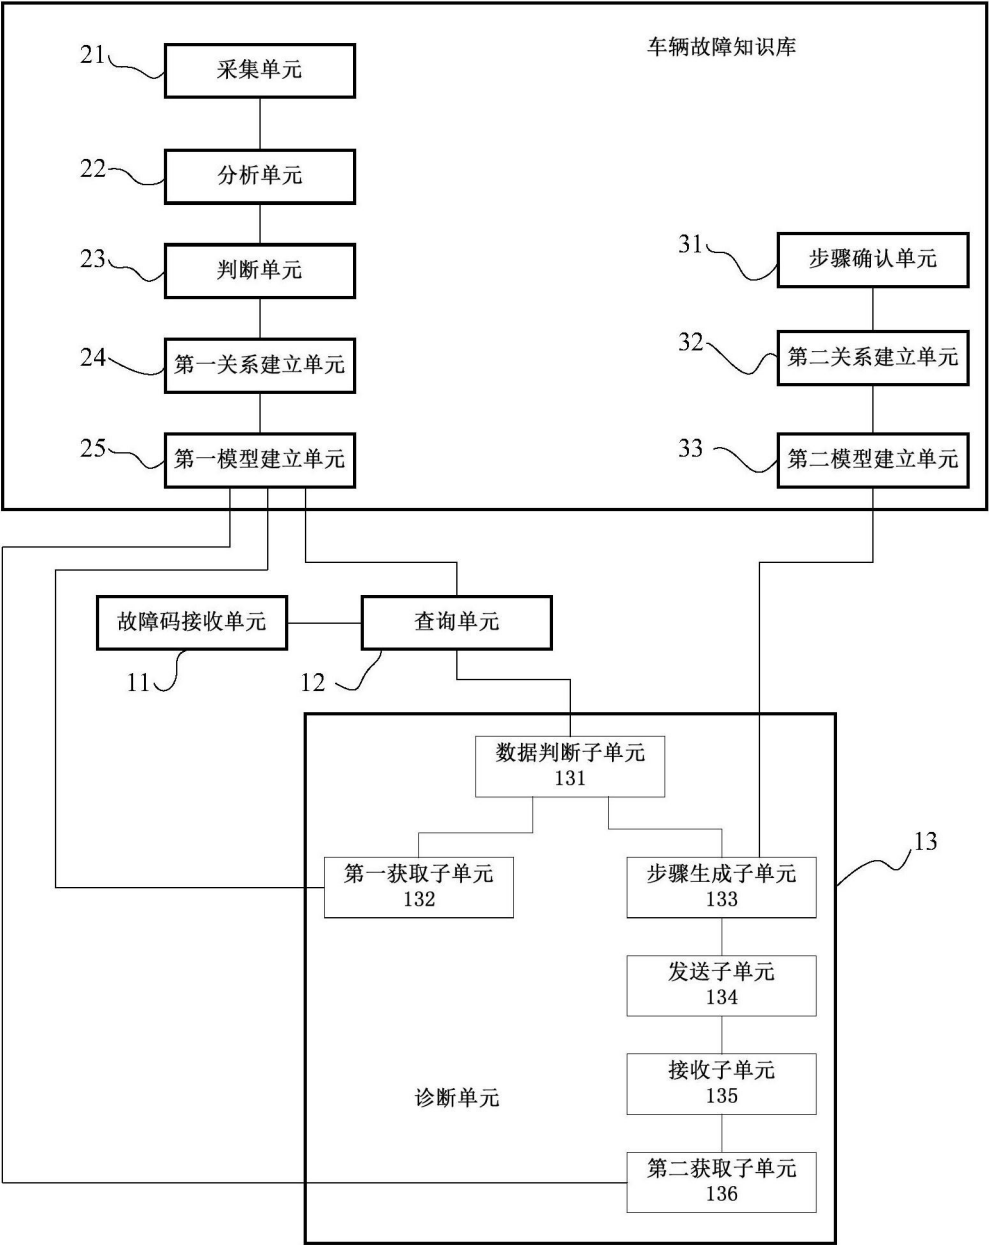 车辆故障知识库
21
采集单元
22
分析单元
23
判断单元
24
第一关系建立单元
25
第一模型建立单元
31
步骤确认单元
32
第二关系建立单元
33
第二模型建立单元
故障码接收单元
11
查询单元
12
数据判断子单元
131
13
第一获取子单元
132
步骤生成子单元
133
发送子单元
134
接收子单元
135
诊断单元
第二获取子单元
136